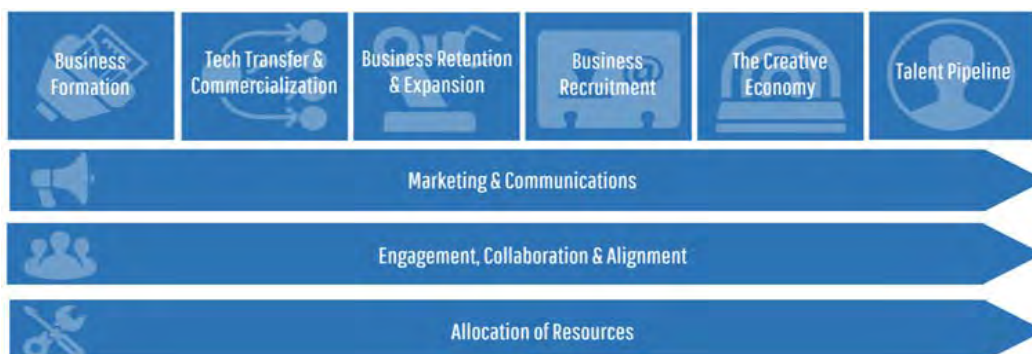 Business
Formation
Tech Transfer &
Commercialization
Business Retention
& Expansion
Business
Recruitment
The Creative
Economy
Talent Pipeline
Marketing & Communications
Engagement, Collaboration & Alignment
Allocation of Resources